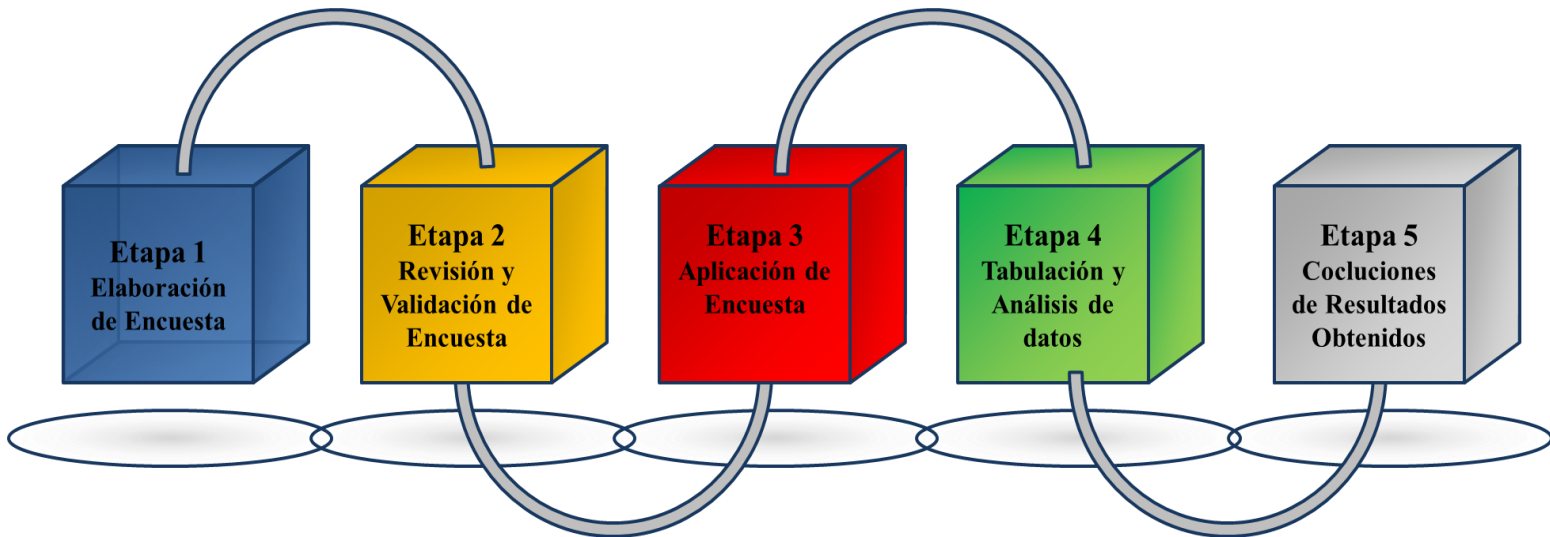 Etapa 1
Elaboración
de Encuesta
Etapa 2
Revisión y
Validación de
Encuesta
Etapa 3
Aplicación de
Encuesta
Etapa 4
Tabulación y
Análisis de
datos
Etapa 5
Cocluciones
de Resultados
Obtenidos